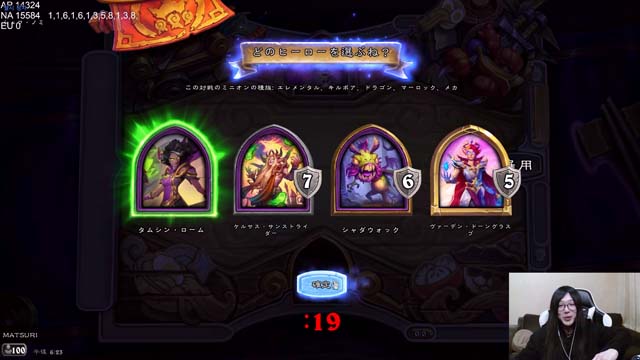 AP 14324
NA 15584 1,1,6,1,6,1,3,5,8,1,3,8,
EU 0
どのヒーローを選ぶね？
この対戦のミニオンの種族: エレメンタル、キルボア、ドラゴン、マーロック、メカ
7
6
5
用
タムシン・ローム
ケルサス・サンストライダー
シャダウォック
ヴァーデン・ドーングラスプ
確定
:19
MATSURI
100
午後 6:23